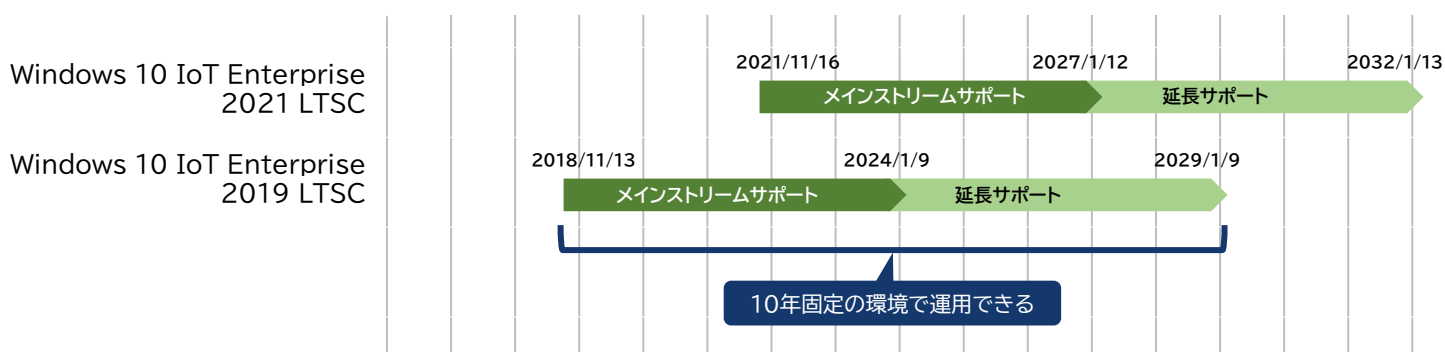 Windows 10 IoT Enterprise
2021 LTSC
2021/11/16
2027/1/12
2032/1/13
メインストリームサポート
延長サポート
Windows 10 IoT Enterprise
2019 LTSC
2018/11/13
2024/1/9
2029/1/9
メインストリームサポート
延長サポート
10年固定の環境で運用できる